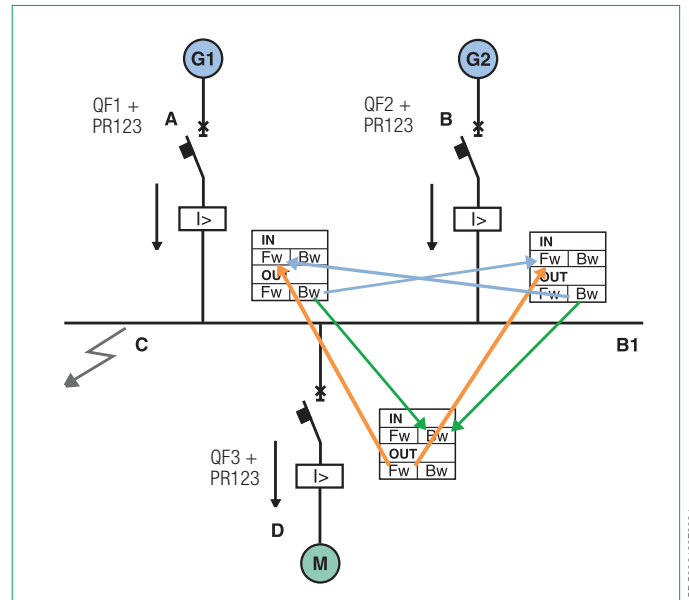 G1
G2
QF1 +
PR123
A
QF2 +
PR123
B
I>
I>
IN
Fw Bw
OUT
Fw Bw
IN
Fw Bw
OUT
Fw Bw
C
B1
IN
Fw Bw
OUT
Fw Bw
QF3 +
PR123
I>
D
M